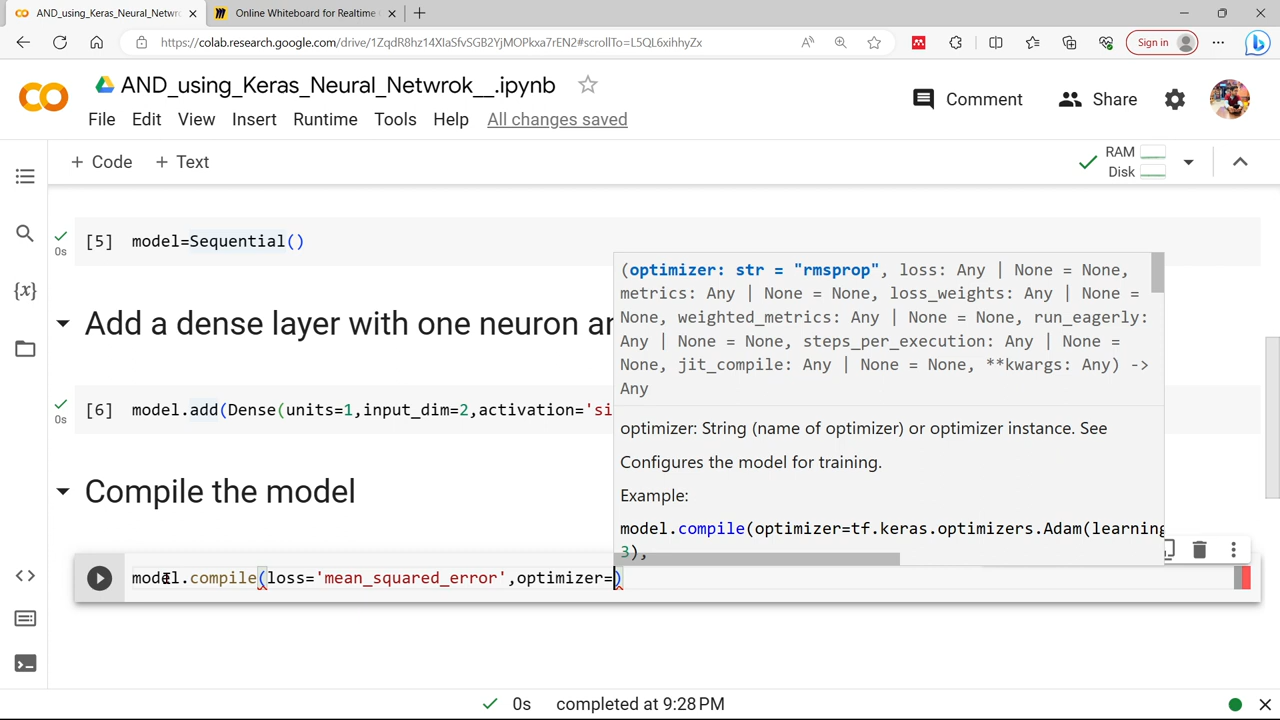 AND_using_Keras_Neural_Netwrok
Online Whiteboard for Realtime
https://colab.research.google.com/drive/1ZqdR8hz14XIaSfvSGB2YjMOPkxa7rEN2#scrollTo=L5QL6xihhyZx
Sign in
AND_using_Keras_Neural_Netwrok__.ipynb
Comment
Share
File Edit View Insert Runtime Tools Help All changes saved
+ Code + Text
RAM
Disk
[5] model=Sequential()
0s
(optimizer: str = "rmsprop", loss: Any | None = None,
metrics: Any | None = None, loss_weights: Any | None =
None, weighted_metrics: Any | None = None, run_eagerly:
Any | None = None, steps_per_execution: Any | None =
None, jit_compile: Any | None = None, **kwargs: Any) ->
Any
Add a dense layer with one neuron an
[6] model.add(Dense(units=1,input_dim=2,activation='si
0s
optimizer: String (name of optimizer) or optimizer instance. See
Configures the model for training.
Example:
model.compile(optimizer=tf.keras.optimizers.Adam(learning
3),
Compile the model
model.compile(loss='mean_squared_error',optimizer=)
0s completed at 9:28 PM